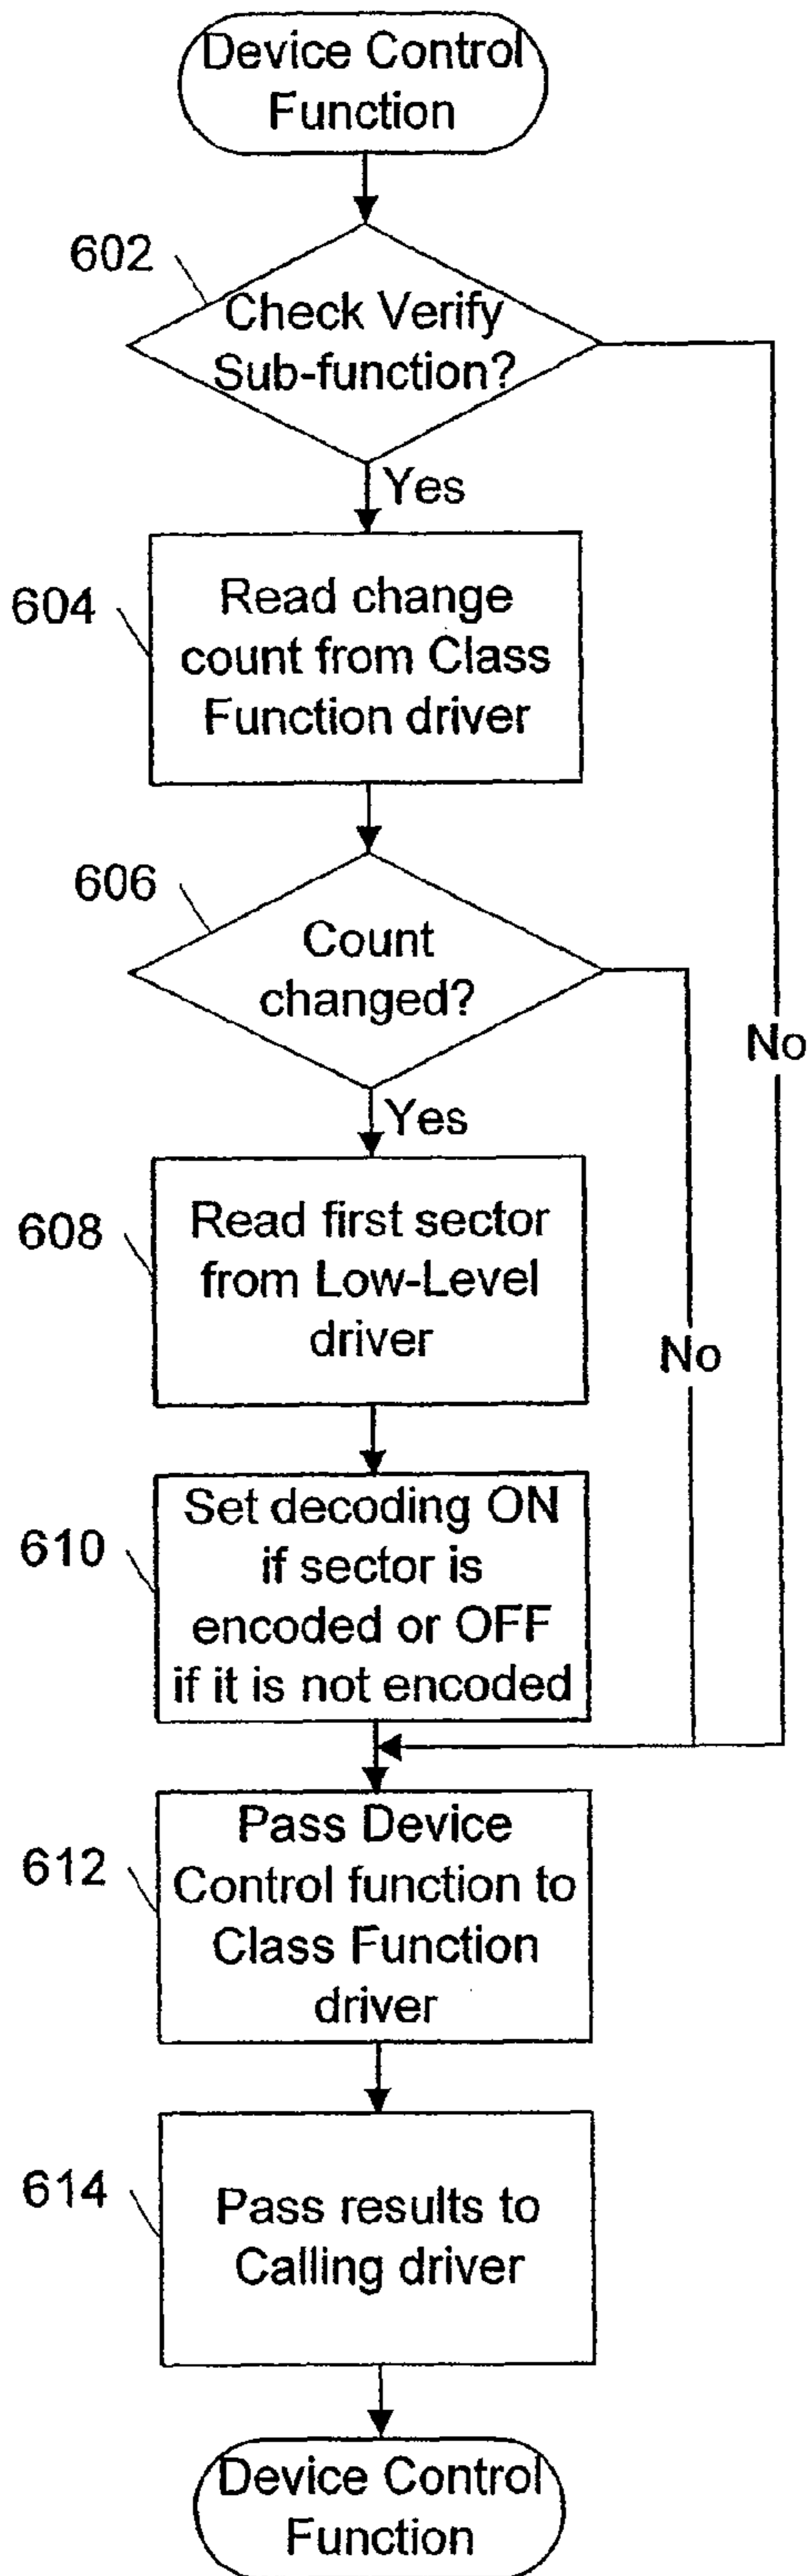 Device Control
Function
602
Check Verify
Sub-function?
Yes
604
Read change
count from Class
Function driver
606
Count
changed?
No
Yes
608
Read first sector
from Low-Level
driver
No
610
Set decoding ON
if sector is
encoded or OFF
if it is not encoded
612
Pass Device
Control function to
Class Function
driver
614
Pass results to
Calling driver
Device Control
Function